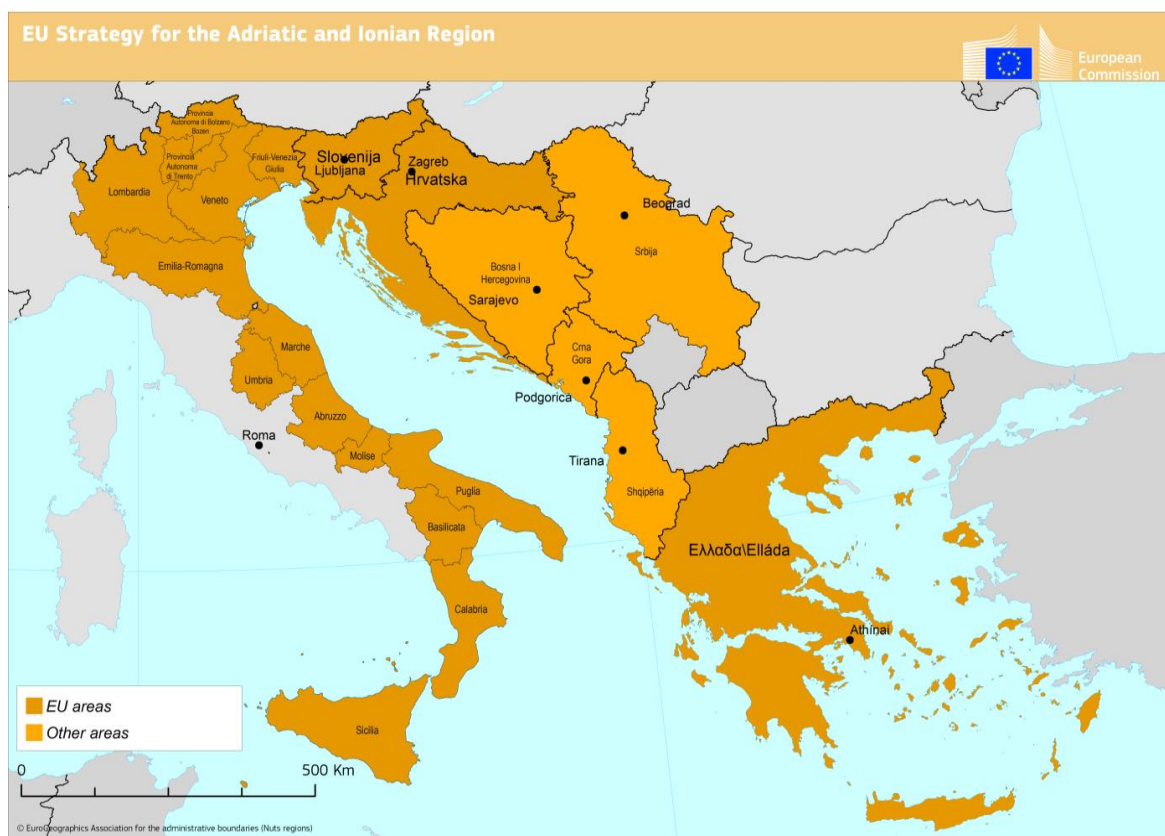 EU Strategy for the Adriatic and Ionian Region
European
Commission
Provincia
Autonoma di Bolzano
Bozen
Provincia
Autonoma
di Trento
Friuli-Venezia
Giulia
Slovenija
Ljubljana
Zagreb
Hrvatska
Lombardia
Veneto
Beograd
Emilia-Romagna
Srbija
Bosna I
Hercegovina
Sarajevo
Marche
Crna
Gora
Umbria
Podgorica
Abruzzo
Roma
Molise
Tirana
Puglia
Shqipëria
Basilicata
Ελλαδα\Elláda
Calabria
Athínai
EU areas
Other areas
Sicilia
0
500 Km
© EuroGeographics Association for the administrative boundaries (Nuts regions)